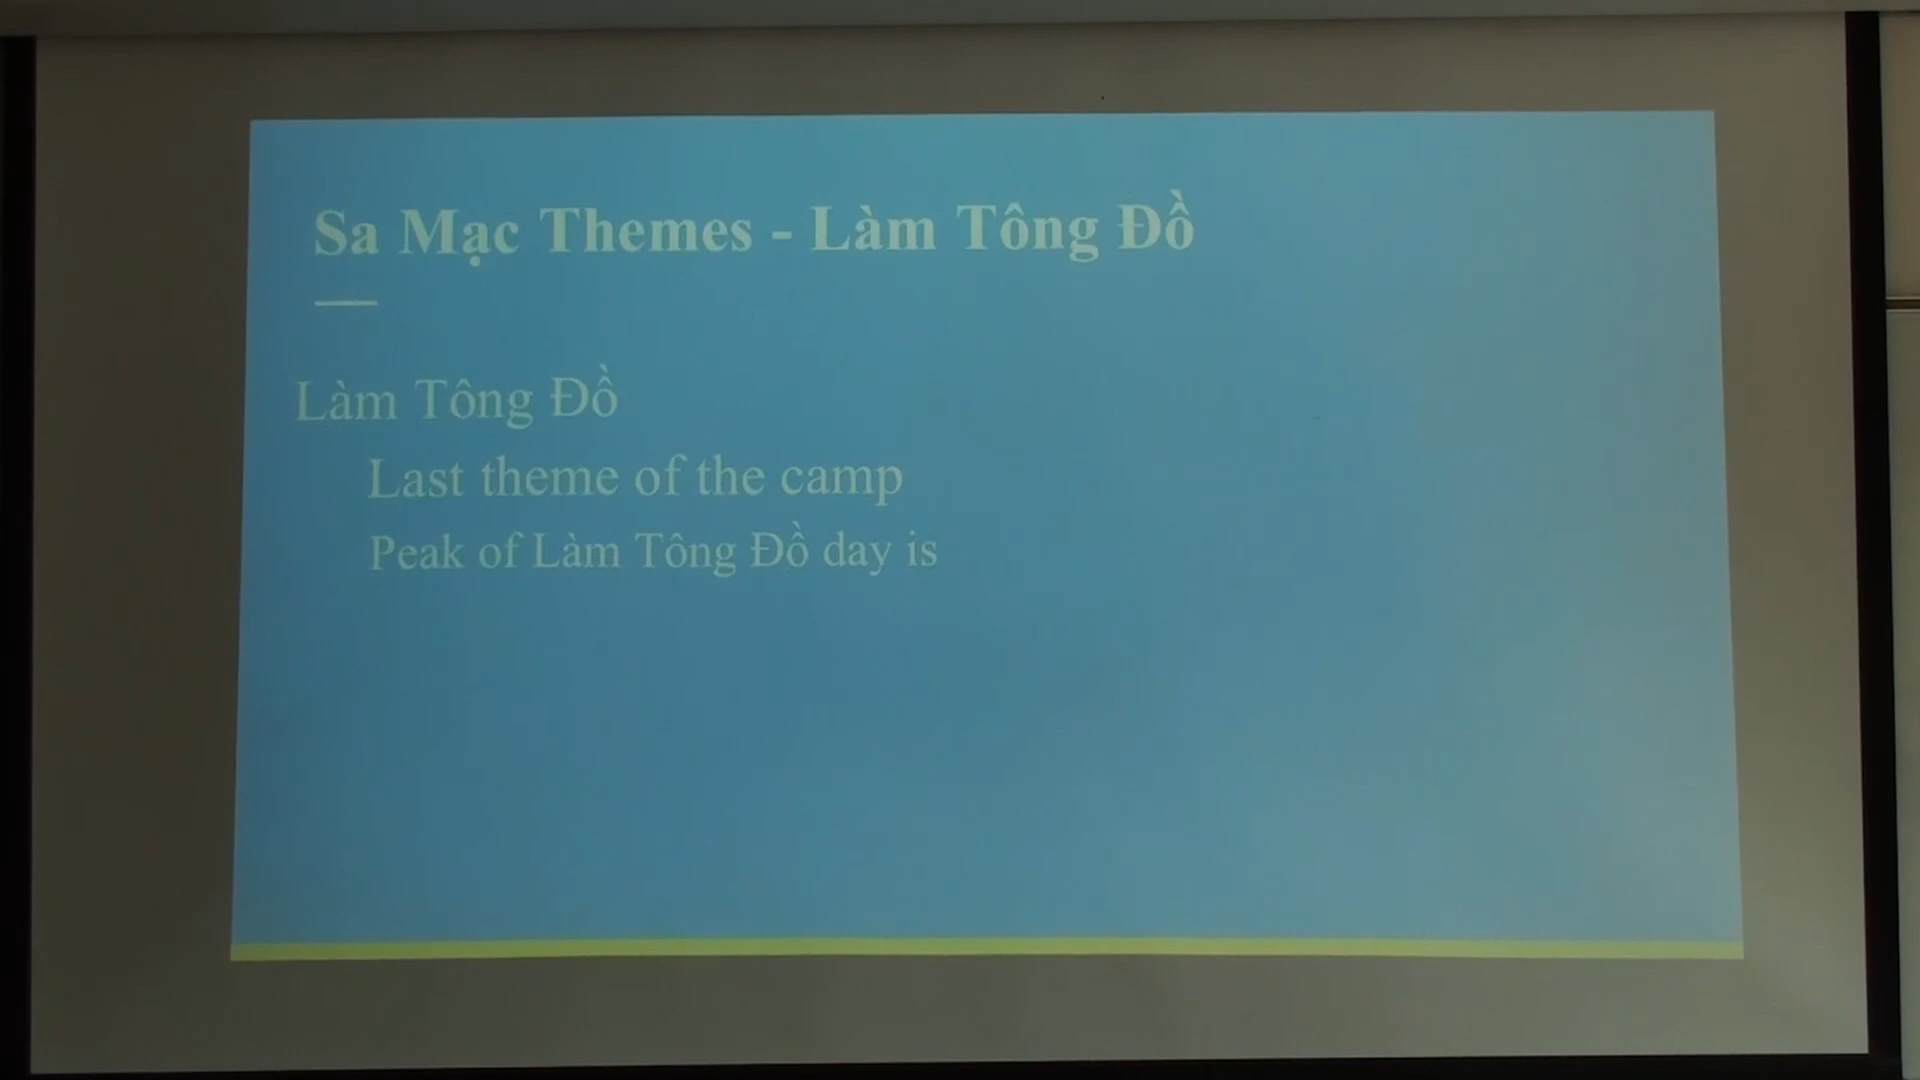 Sa Mạc Themes - Làm Tông Đồ
Làm Tông Đồ
Last theme of the camp
Peak of Làm Tông Đồ day is